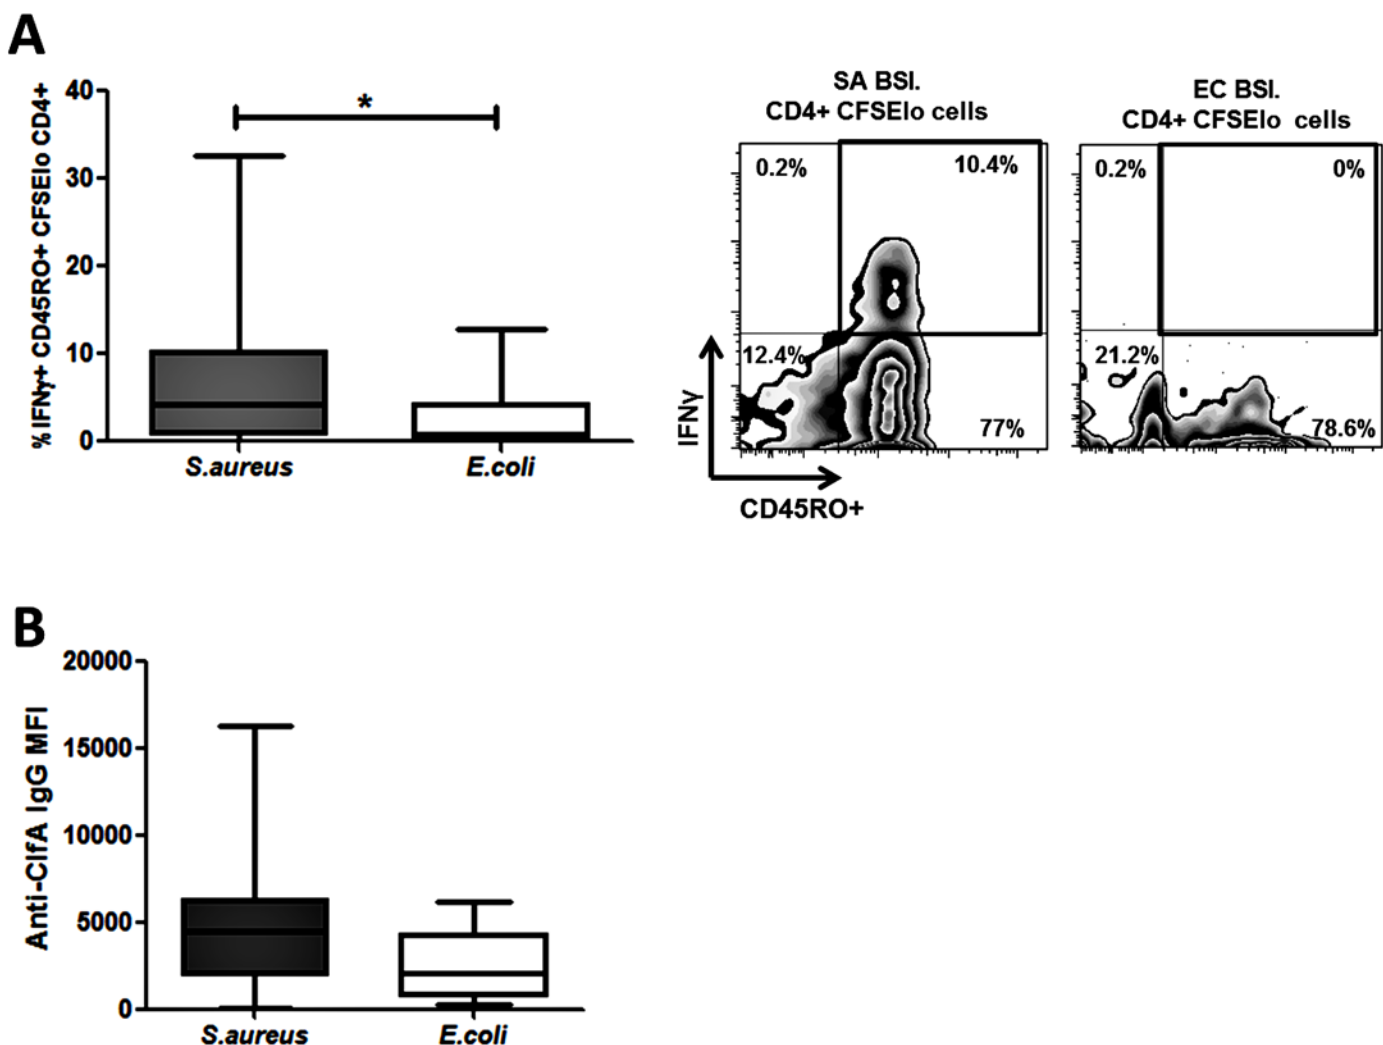 A
%IFNγ+ CD45RO+ CFSElo CD4+
40
30
20
10
0
*
S.aureus
E.coli
SA BSI.
CD4+ CFSElo cells
0.2%
10.4%
12.4%
77%
EC BSI.
CD4+ CFSElo cells
0.2%
0%
21.2%
78.6%
IFNγ
CD45RO+
B
Anti-ClfA IgG MFI
20000
15000
10000
5000
0
S.aureus
E.coli